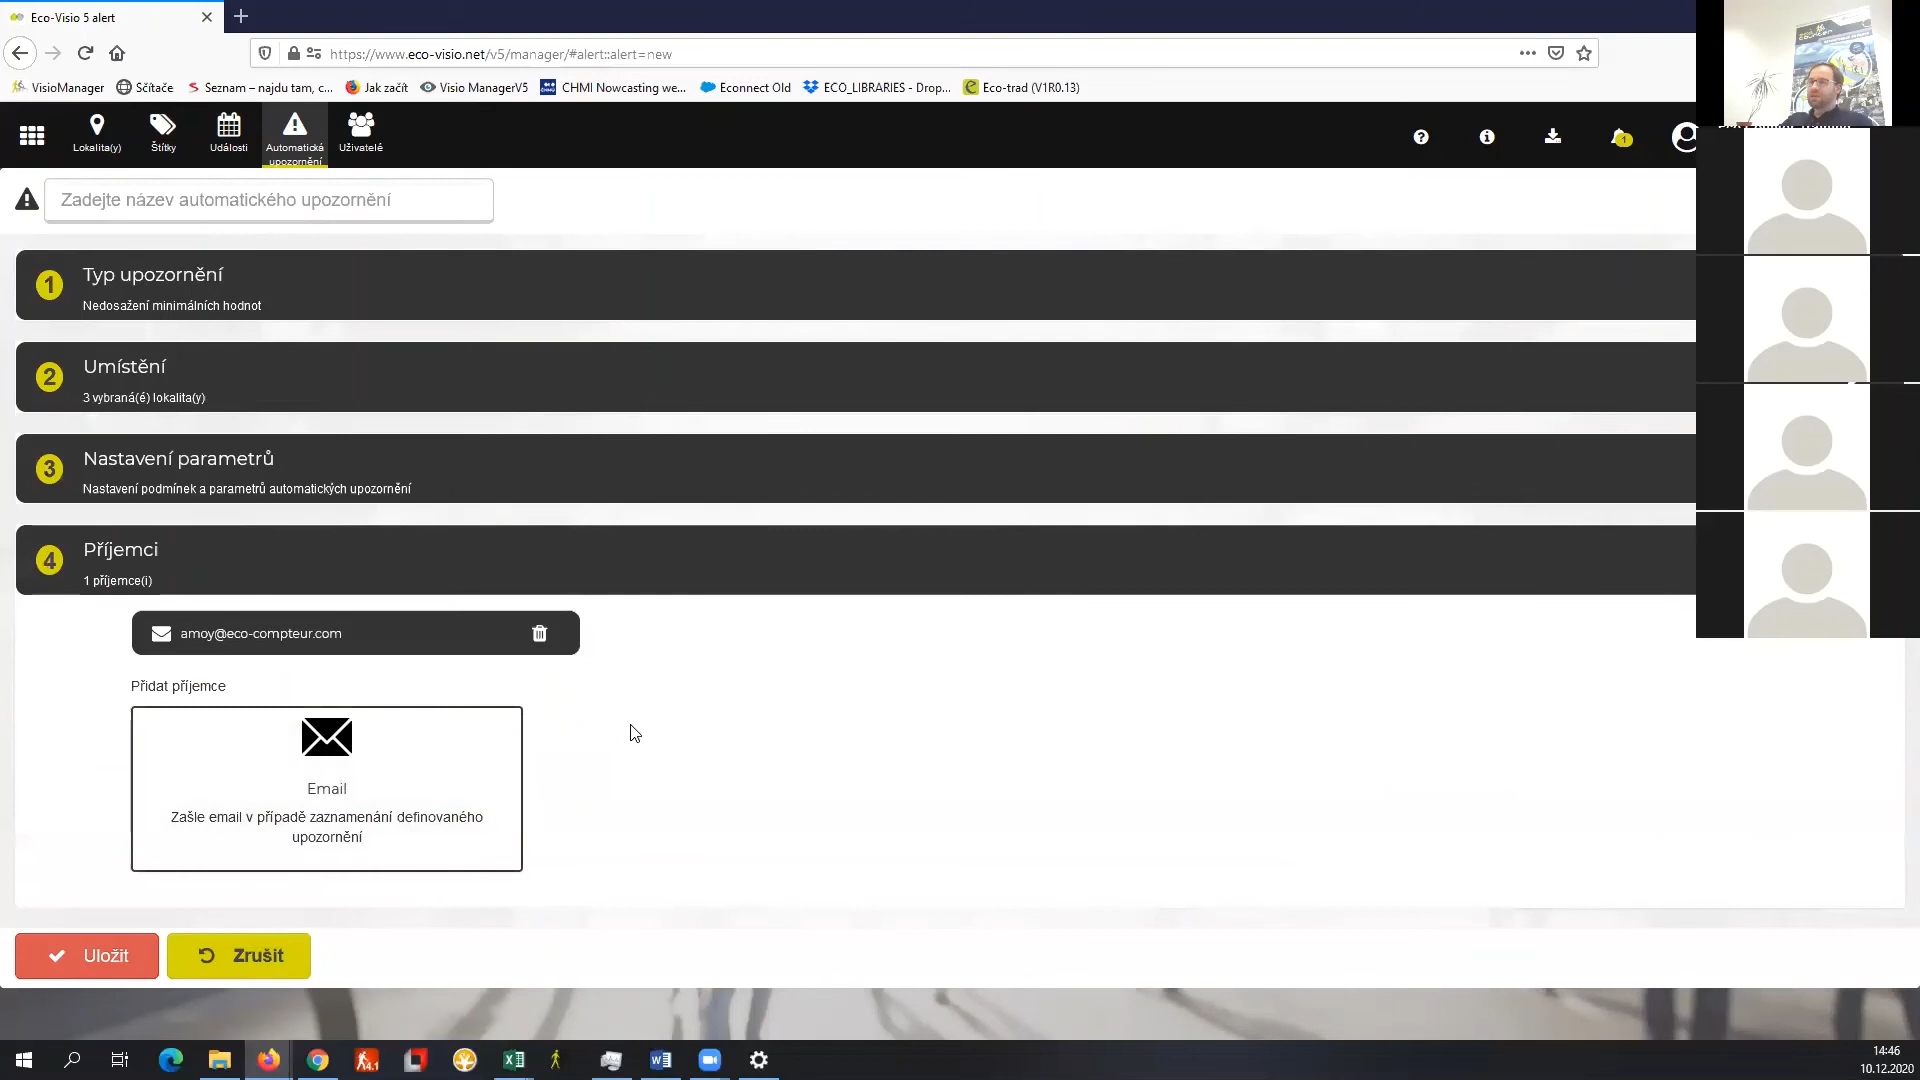 Eco-Visio 5 alert
https://www.eco-visio.net/v5/manager/#alert::alert=new
VisioManager
Sčítače
Seznam – najdu tam, c...
Jak začít
Visio ManagerV5
CHMI Nowcasting we...
Econnect Old
ECO_LIBRARIES - Drop...
Eco-trad (V1R0.13)
Lokalita(y)
Štítky
Události
Automatická
upozornění
Uživatelé
1
Zadejte název automatického upozornění
1
Typ upozornění
Nedosažení minimálních hodnot
2
Umístění
3 vybraná(é) lokalita(y)
3
Nastavení parametrů
Nastavení podmínek a parametrů automatických upozornění
4
Příjemci
1 příjemce(i)
amoy@eco-compteur.com
Přidat příjemce
Email
Zašle email v případě zaznamenání definovaného
upozornění
Uložit
Zrušit
14:46
10.12.2020